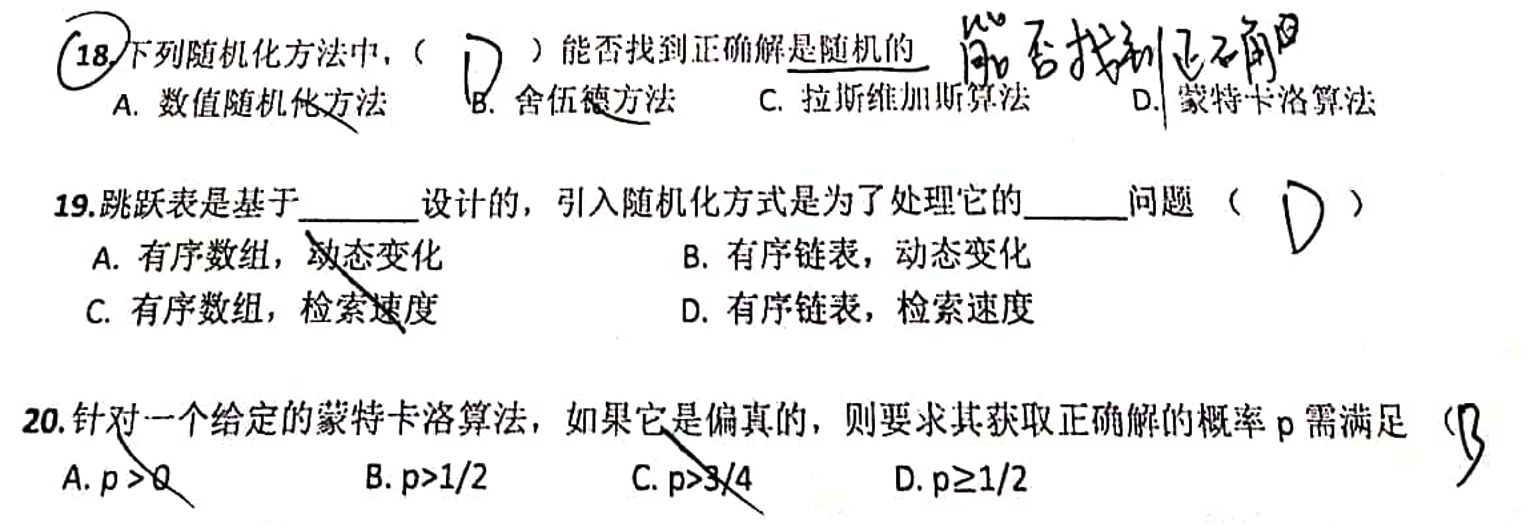 18.下列随机化方法中,( D )能否找到正确解是随机的 能否找到正确
A. 数值随机化方法 B. 舍伍德方法 C. 拉斯维加斯算法 D. 蒙特卡洛算法
19.跳跃表是基于_______设计的，引入随机化方式是为了处理它的______问题 ( D )
A. 有序数组，动态变化 B. 有序链表，动态变化
C. 有序数组，检索速度 D. 有序链表，检索速度
20.针对一个给定的蒙特卡洛算法，如果它是偏真的，则要求其获取正确解的概率 p 需满足 (B
A. p > 0 B. p>1/2 C. p>3/4 D. p≥1/2